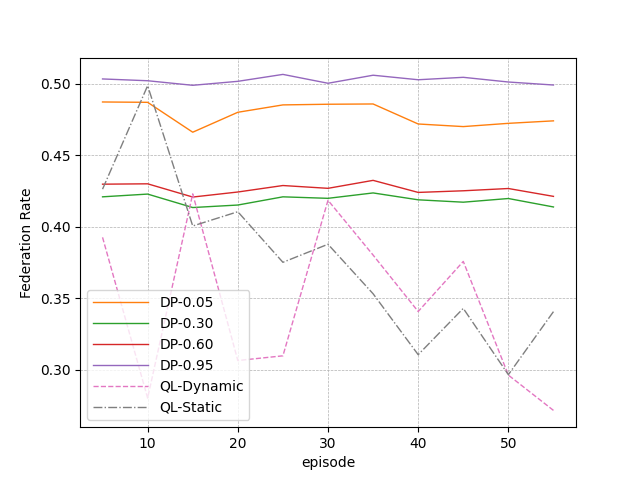 0.50
0.45
0.40
0.35
0.30
Federation Rate
DP-0.05
DP-0.30
DP-0.60
DP-0.95
QL-Dynamic
QL-Static
10 20 30 40 50
episode